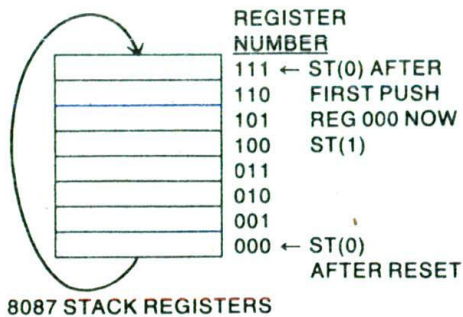 REGISTER
NUMBER
111 ← ST(0) AFTER
110 FIRST PUSH
101 REG 000 NOW
100 ST(1)
011
010
001
000 ← ST(0)
AFTER RESET
8087 STACK REGISTERS